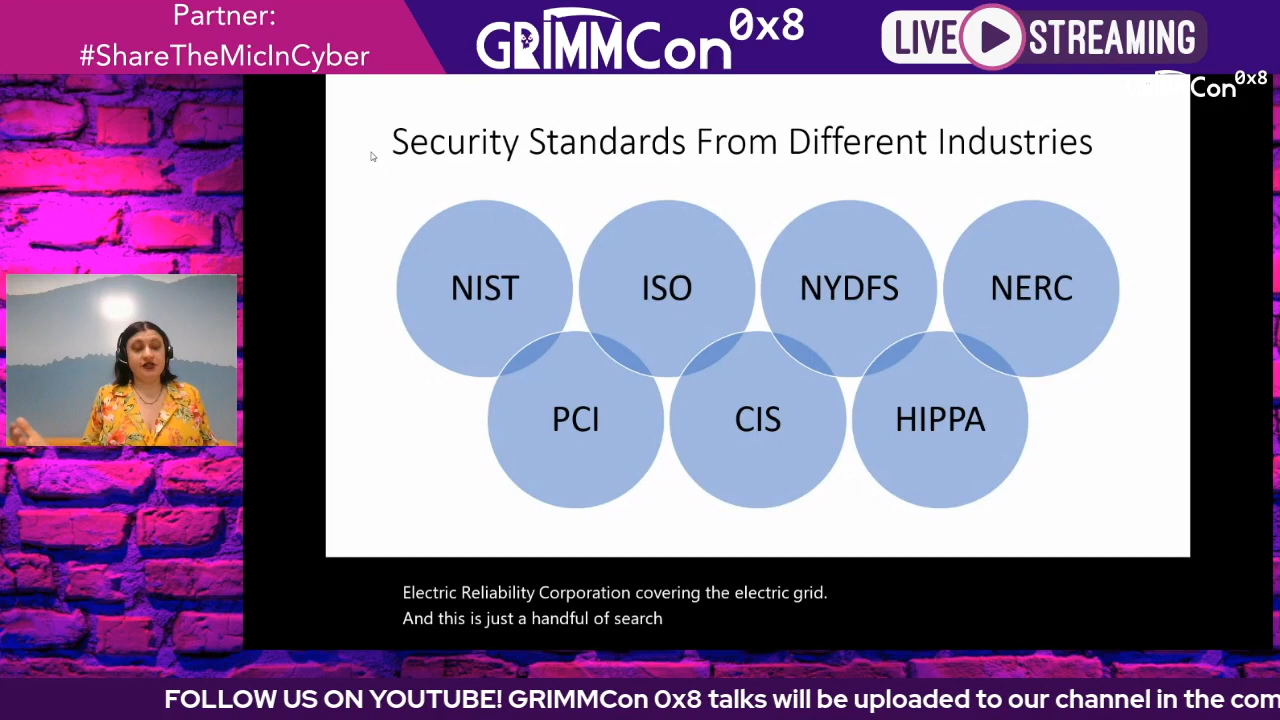 Partner:
#ShareTheMicInCyber
GRIMMCon 0x8
LIVE STREAMING
Con 0x8
Security Standards From Different Industries
NIST
ISO
NYDFS
NERC
PCI
CIS
HIPPA
Electric Reliability Corporation covering the electric grid.
And this is just a handful of search
FOLLOW US ON YOUTUBE! GRIMMCon 0x8 talks will be uploaded to our channel in the com